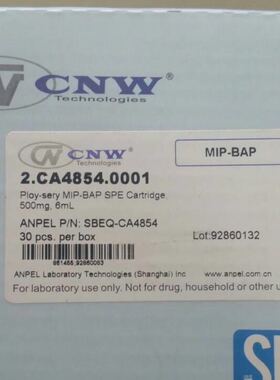 CNW®
Technologies
CNW®
Technologies
MIP-BAP
2.CA4854.0001
Ploy-sery MIP-BAP SPE Cartridge
500mg, 6mL
ANPEL P/N: SBEQ-CA4854
30 pcs. per box
Lot:92860132
ANPEL Laboratory Technologies (Shanghai) Inc
www.anpel.com.cn
For laboratory use only. Not for drug, household or other u